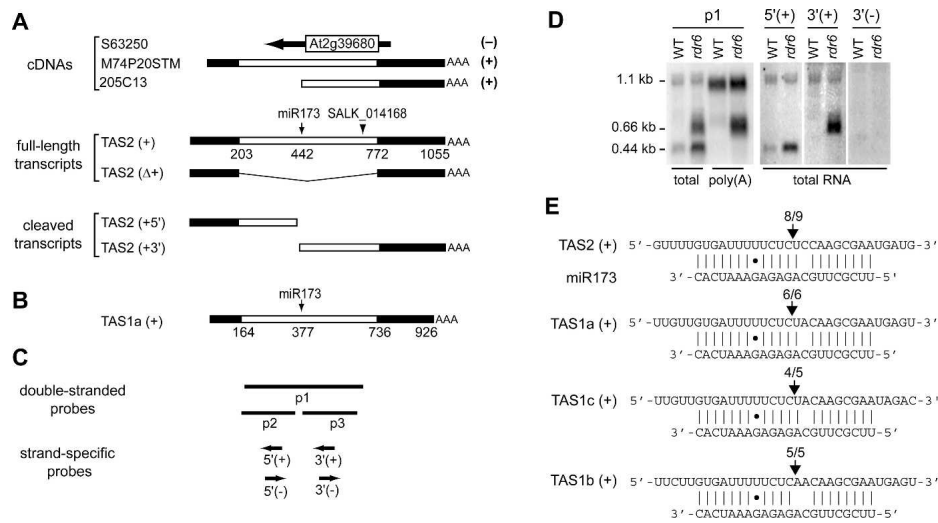 A
cDNAs
S63250
At2g39680
(–)
M74P20STM
AAA
(+)
205C13
AAA
(+)
miR173
SALK_014168
full-length
transcripts
TAS2 (+)
AAA
203
442
772
1055
TAS2 (Δ+)
AAA
cleaved
transcripts
TAS2 (+5')
TAS2 (+3')
AAA
B
miR173
TAS1a (+)
AAA
164
377
736
926
C
double-stranded
probes
p1
p2
p3
strand-specific
probes
5'(+)
3'(+)
5'(-)
3'(-)
D
p1
5'(+)
3'(+)
3'(-)
WT rdr6 WT rdr6 WT rdr6 WT rdr6 WT rdr6
1.1 kb
0.66 kb
0.44 kb
total
poly(A)
total RNA
E
8/9
TAS2 (+) 5'-GUUUUGUGAUUUUUCUCUCCAAGCGAAUGAUG-3'
miR173 3'-CACUAAAGAGAGACGUUCGCUU-5'
6/6
TAS1a (+) 5'-UUGUUGUGAUUUUUCUCUACAAGCGAAUGAGU-3'
3'-CACUAAAGAGAGACGUUCGCUU-5'
4/5
TAS1c (+) 5'-UUGUUGUGAUUUUUCUCUACAAGCGAAUAGAC-3'
3'-CACUAAAGAGAGACGUUCGCUU-5'
5/5
TAS1b (+) 5'-UUCUUGUGAUUUUUCUCAACAAGCGAAUGAGU-3'
3'-CACUAAAGAGAGACGUUCGCUU-5'